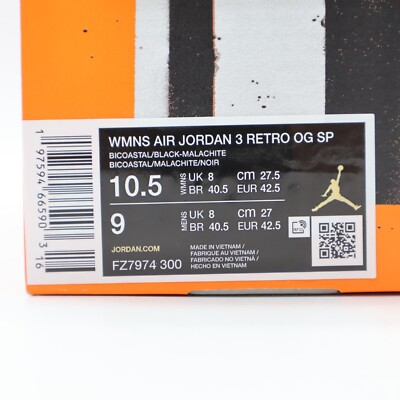 WMNS AIR JORDAN 3 RETRO OG SP
BICOASTAL/BLACK-MALACHITE
BICOASTAL/MALACHITE/NOIR
10.5 WMNS UK 8 CM 27.5
BR 40.5 EUR 42.5
9 MENS UK 8 CM 27
BR 40.5 EUR 42.5
JORDAN.COM
FZ7974 300
MADE IN VIETNAM /
FABRIQUE AU VIETNAM /
FABRICADO NO VIETNÃ /
HECHO EN VIETNAM
1 97594 66590 3 16